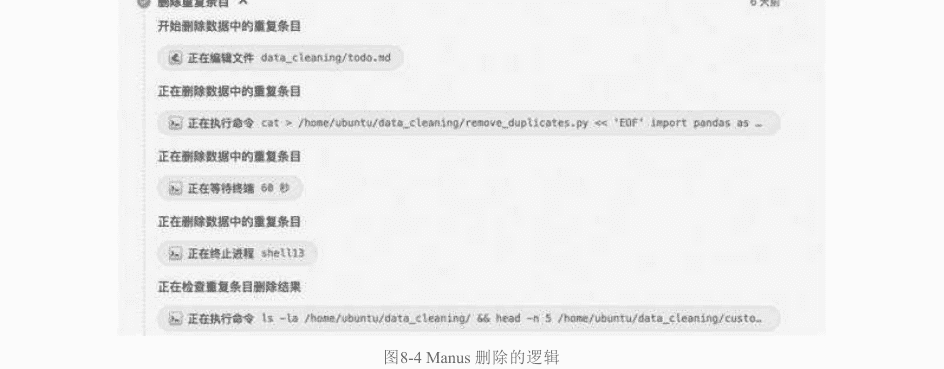 删除重复条目
6 天前
开始删除数据中的重复条目
正在编辑文件 data_cleaning/todo.md
正在删除数据中的重复条目
正在执行命令 cat > /home/ubuntu/data_cleaning/remove_duplicates.py << 'EOF' import pandas as …
正在删除数据中的重复条目
正在等待终端 60 秒
正在删除数据中的重复条目
正在终止进程 shell13
正在检查重复条目删除结果
正在执行命令 ls -la /home/ubuntu/data_cleaning/ && head -n 5 /home/ubuntu/data_cleaning/custo…
图8-4 Manus 删除的逻辑